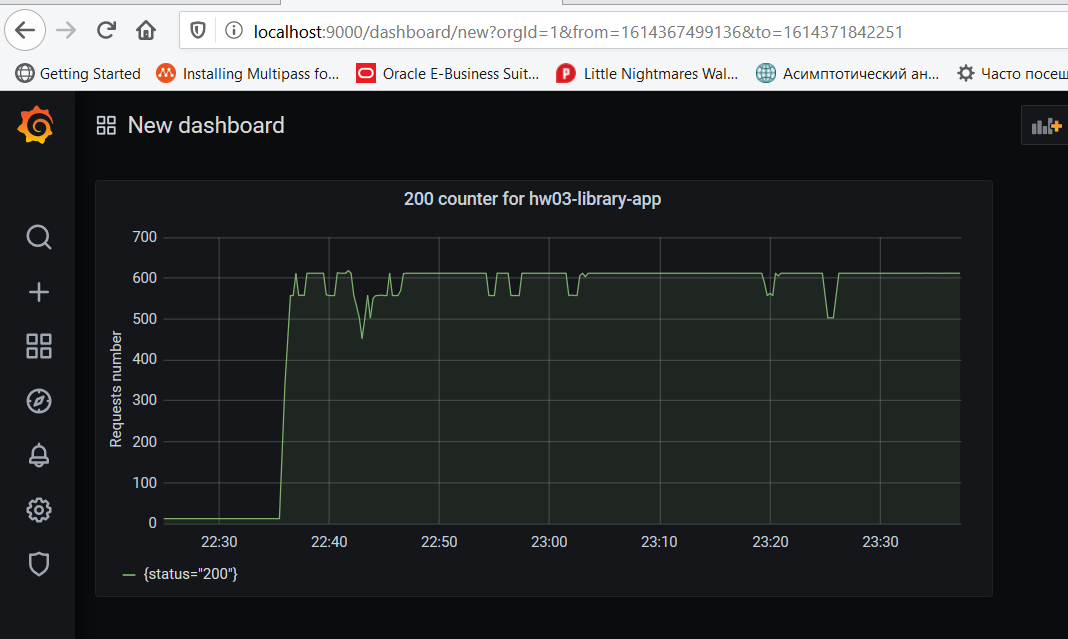 localhost:9000/dashboard/new?orgId=1&from=1614367499136&to=1614371842251
Getting Started Installing Multipass fo... Oracle E-Business Suit... Little Nightmares Wal... Асимптотический ан... Часто посещ
New dashboard
200 counter for hw03-library-app
700
600
500
400
300
200
100
0
Requests number
22:30 22:40 22:50 23:00 23:10 23:20 23:30
{status="200"}